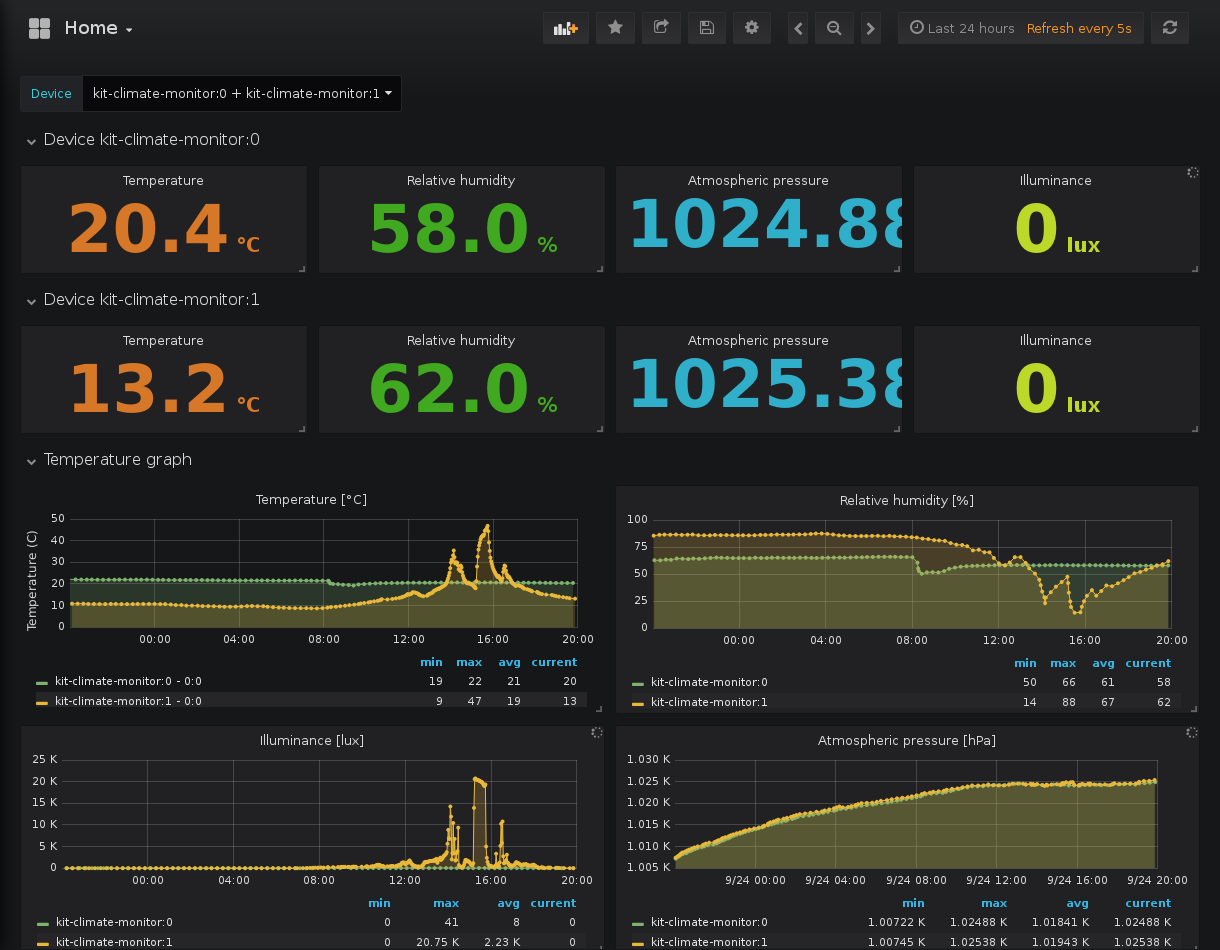 Home
Last 24 hours Refresh every 5s
Device kit-climate-monitor:0 + kit-climate-monitor:1
Device kit-climate-monitor:0
Temperature Relative humidity Atmospheric pressure Illuminance
20.4 °C 58.0 % 1024.88 0 lux
Device kit-climate-monitor:1
Temperature Relative humidity Atmospheric pressure Illuminance
13.2 °C 62.0 % 1025.38 0 lux
Temperature graph
Temperature [°C]
Temperature (C)
50
40
30
20
10
0
00:00 04:00 08:00 12:00 16:00 20:00
min max avg current
kit-climate-monitor:0 - 0:0 19 22 21 20
kit-climate-monitor:1 - 0:0 9 47 19 13
Relative humidity [%]
100
75
50
25
0
00:00 04:00 08:00 12:00 16:00 20:00
min max avg current
kit-climate-monitor:0 50 66 61 58
kit-climate-monitor:1 14 88 67 62
Illuminance [lux]
25 K
20 K
15 K
10 K
5 K
0
00:00 04:00 08:00 12:00 16:00 20:00
min max avg current
kit-climate-monitor:0 0 41 8 0
kit-climate-monitor:1 0 20.75 K 2.23 K 0
Atmospheric pressure [hPa]
1.030 K
1.025 K
1.020 K
1.015 K
1.010 K
1.005 K
9/24 00:00 9/24 04:00 9/24 08:00 9/24 12:00 9/24 16:00 9/24 20:00
min max avg current
kit-climate-monitor:0 1.00722 K 1.02488 K 1.01841 K 1.02488 K
kit-climate-monitor:1 1.00745 K 1.02538 K 1.01943 K 1.02538 K